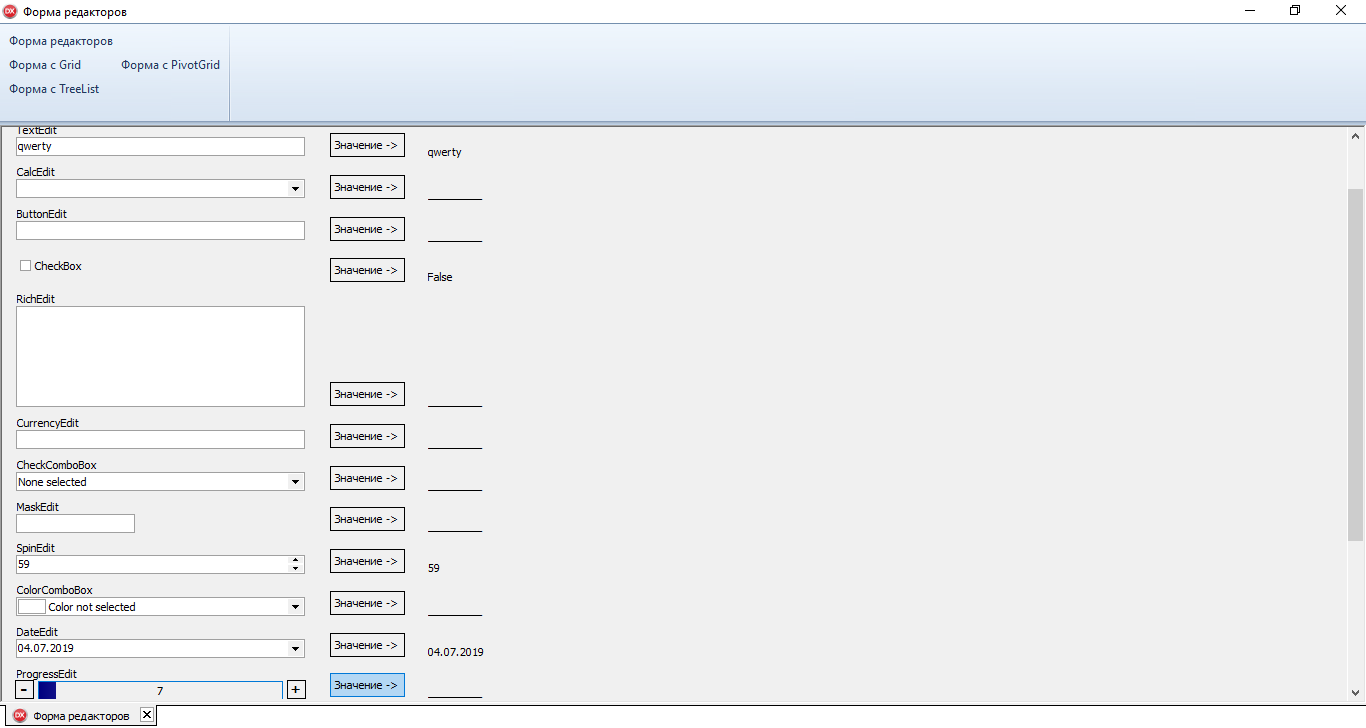 DX Форма редакторов
Форма редакторов
Форма с Grid Форма с PivotGrid
Форма с TreeList
TextEdit
qwerty Значение -> qwerty
CalcEdit
Значение ->
ButtonEdit
Значение ->
CheckBox Значение -> False
RichEdit
Значение ->
CurrencyEdit
Значение ->
CheckComboBox
None selected Значение ->
MaskEdit
Значение ->
SpinEdit
59 Значение -> 59
ColorComboBox
Color not selected Значение ->
DateEdit
04.07.2019 Значение -> 04.07.2019
ProgressEdit
- 7 + Значение ->
DX Форма редакторов